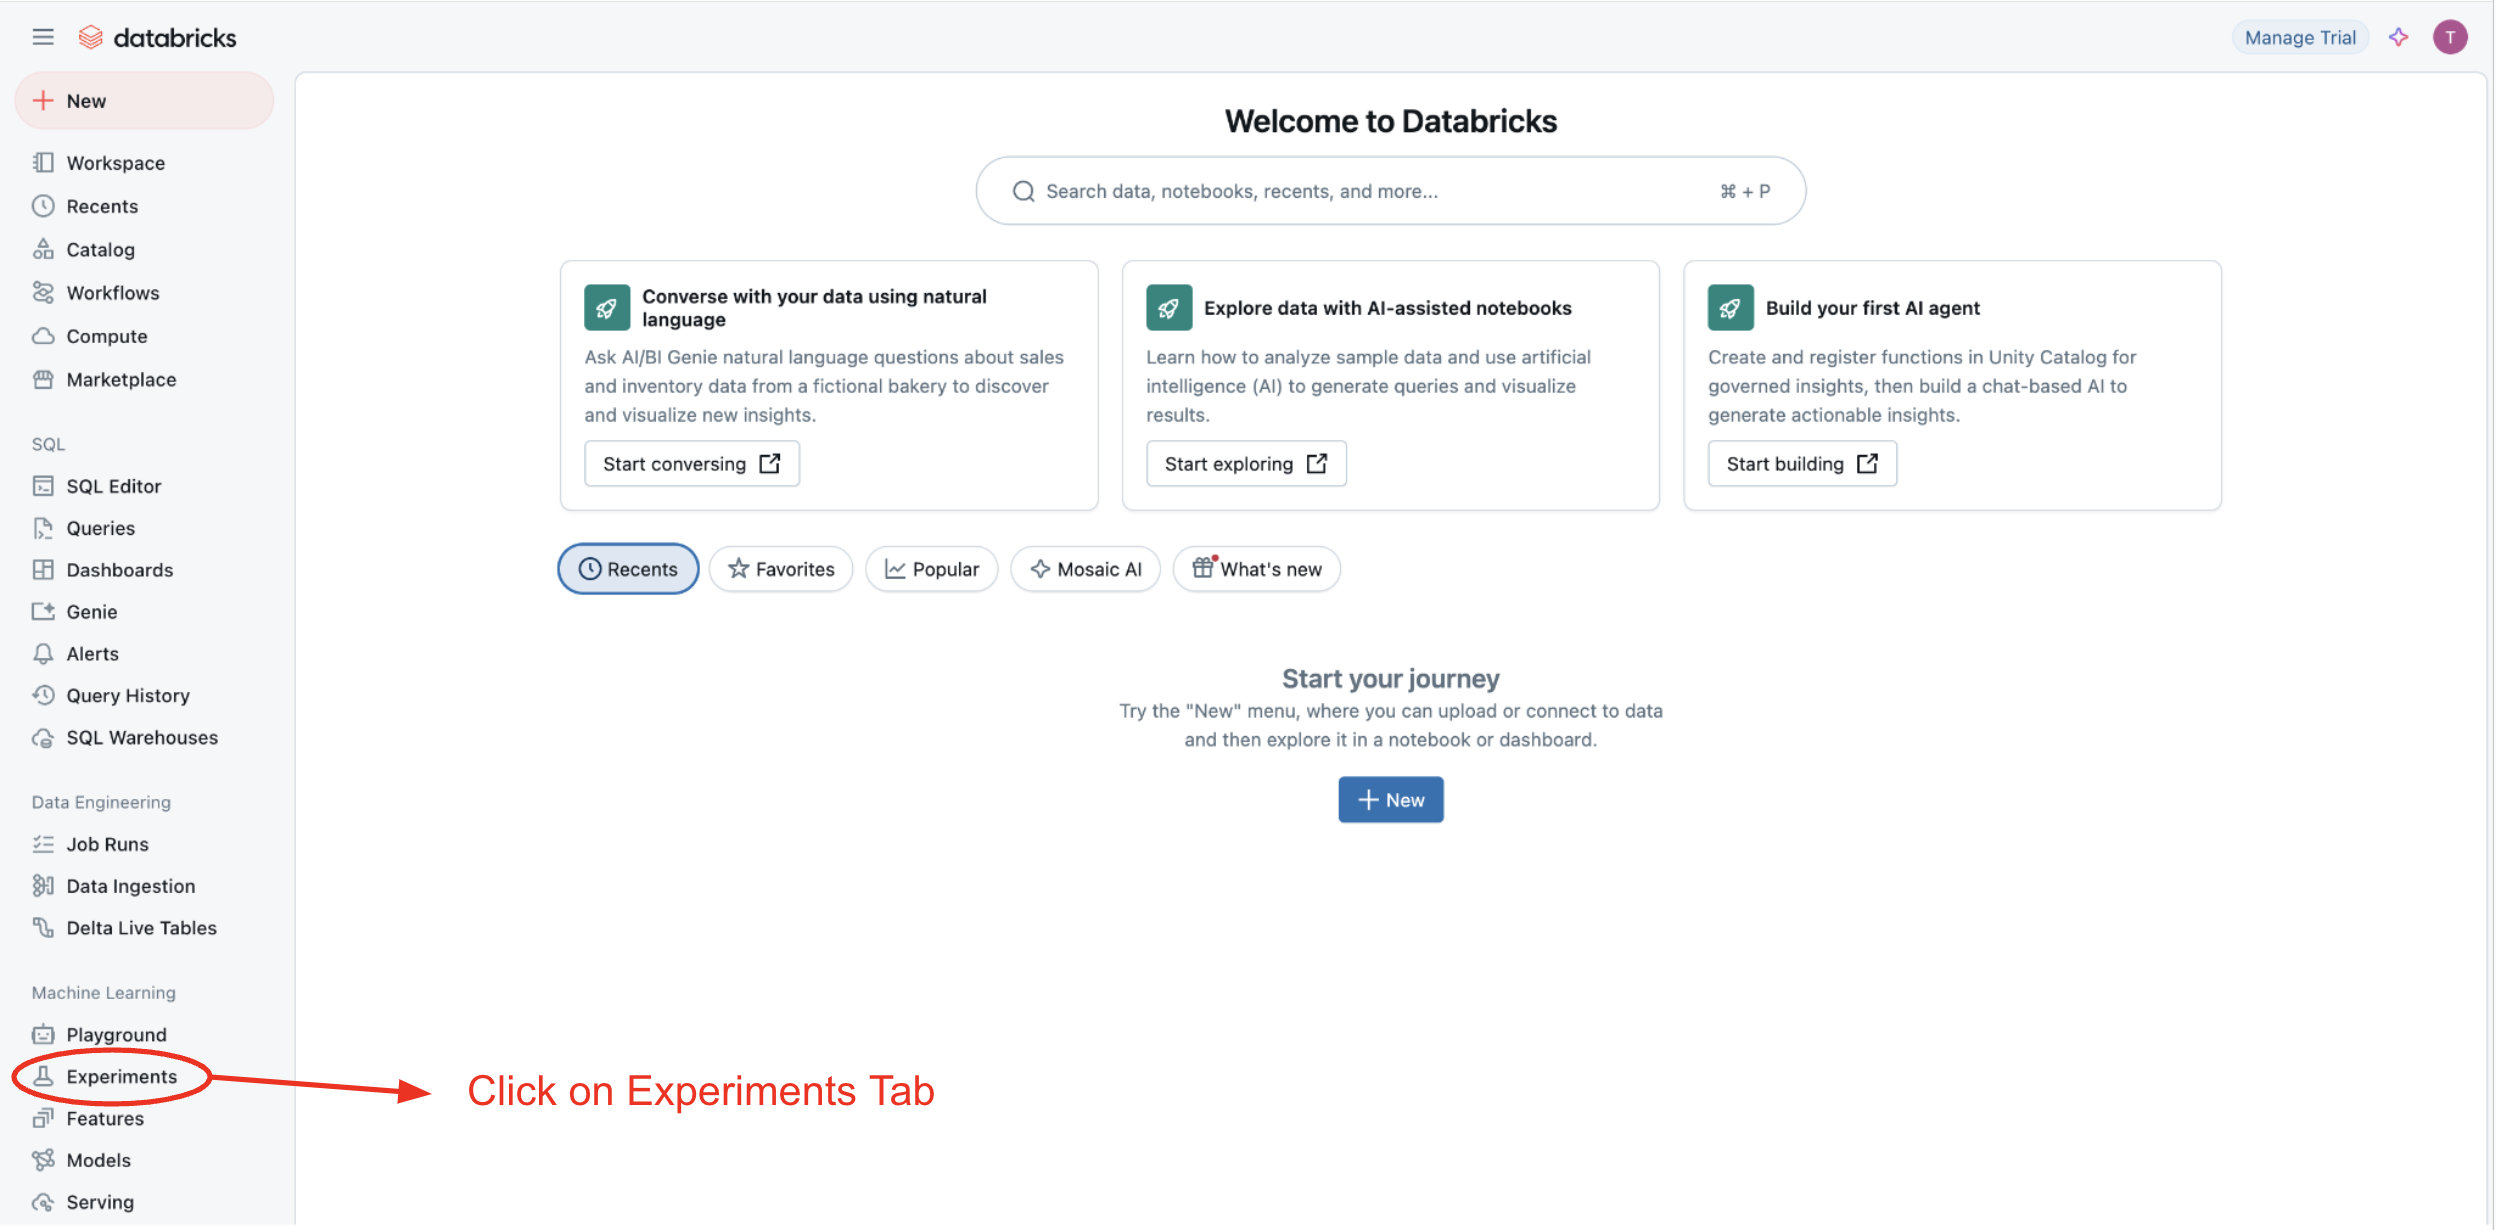 databricks
Manage Trial
T
New
Workspace
Recents
Catalog
Workflows
Compute
Marketplace
SQL
SQL Editor
Queries
Dashboards
Genie
Alerts
Query History
SQL Warehouses
Data Engineering
Job Runs
Data Ingestion
Delta Live Tables
Machine Learning
Playground
Experiments
Features
Models
Serving
Welcome to Databricks
Search data, notebooks, recents, and more... ⌘ + P
Converse with your data using natural
language
Ask AI/BI Genie natural language questions about sales
and inventory data from a fictional bakery to discover
and visualize new insights.
Start conversing
Explore data with AI-assisted notebooks
Learn how to analyze sample data and use artificial
intelligence (AI) to generate queries and visualize
results.
Start exploring
Build your first AI agent
Create and register functions in Unity Catalog for
governed insights, then build a chat-based AI to
generate actionable insights.
Start building
Recents
Favorites
Popular
Mosaic AI
What's new
Start your journey
Try the "New" menu, where you can upload or connect to data
and then explore it in a notebook or dashboard.
New
Click on Experiments Tab